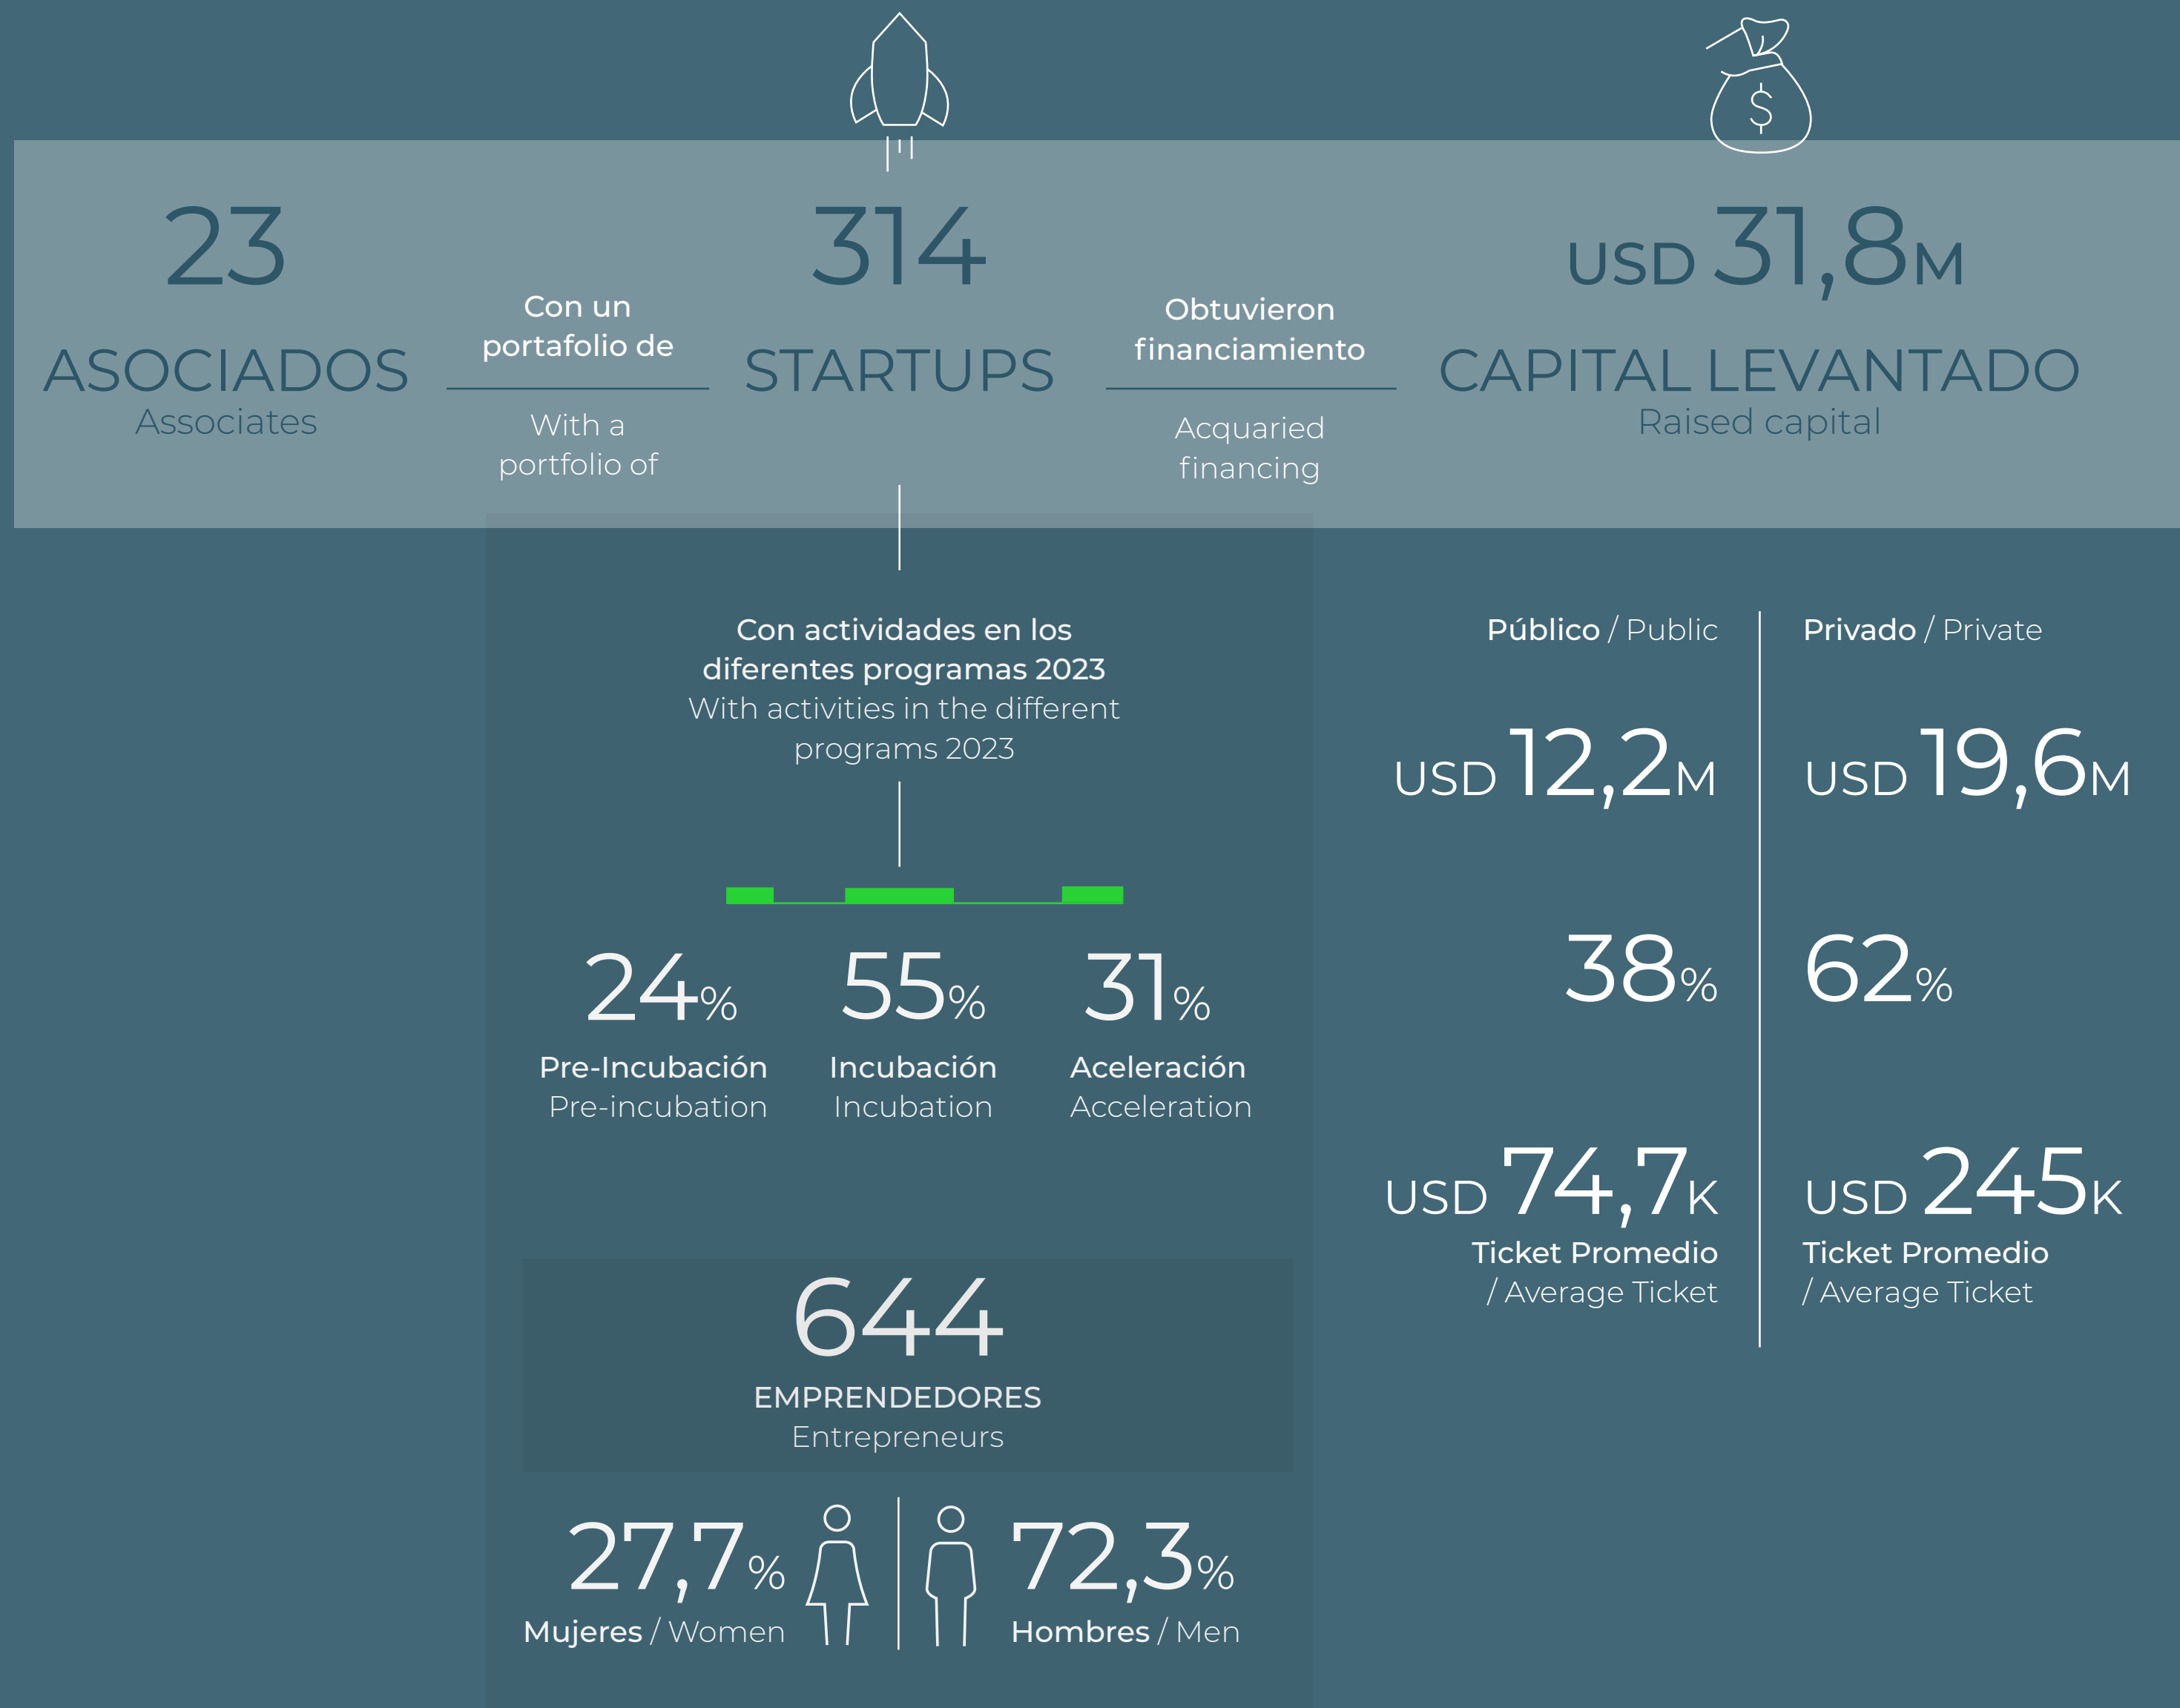 $
23
ASOCIADOS
Associates
Con un
portafolio de
With a
portfolio of
314
STARTUPS
Obtuvieron
financiamiento
Acquaried
financing
USD 31,8M
CAPITAL LEVANTADO
Raised capital
Con actividades en los
diferentes programas 2023
With activities in the different
programs 2023
24%
Pre-Incubación
Pre-incubation
55%
Incubación
Incubation
31%
Aceleración
Acceleration
644
EMPRENDEDORES
Entrepreneurs
27,7%
Mujeres / Women
72,3%
Hombres / Men
Público / Public
USD 12,2M
38%
USD 74,7K
Ticket Promedio
/ Average Ticket
Privado / Private
USD 19,6M
62%
USD 245K
Ticket Promedio
/ Average Ticket